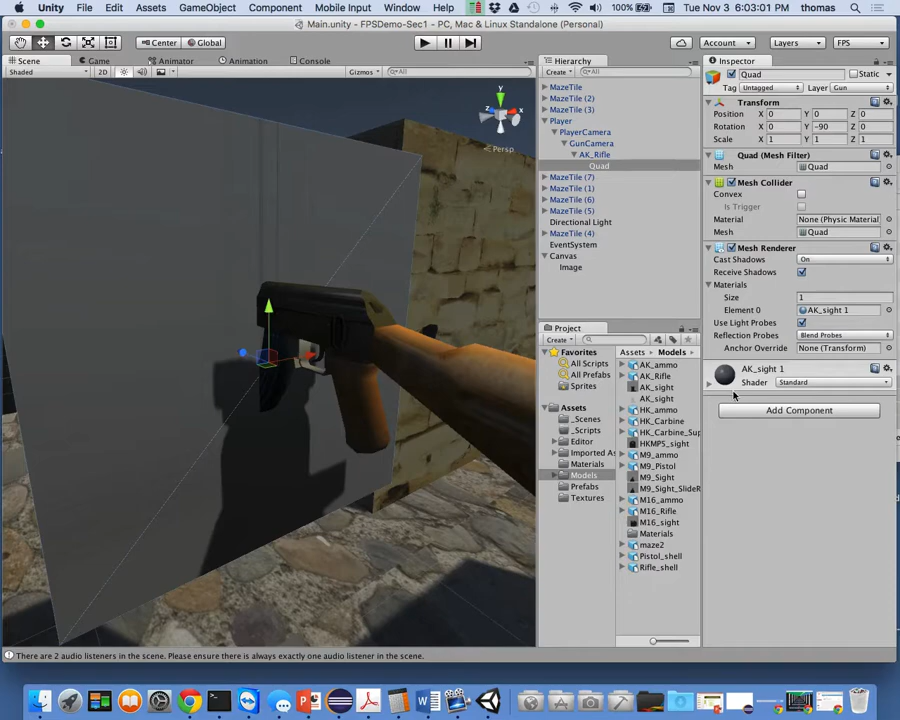 Unity File Edit Assets GameObject Component Mobile Input Window Help 100% Tue Nov 3 6:03:01 PM thomas
Main.unity - FPSDemo-Sec1 - PC, Mac & Linux Standalone (Personal)
Center Global Account Layers FPS
Scene Game Animator Animation Console
Shaded 2D Gizmos All
y
z
x
Persp
Hierarchy
Create All
MazeTile
MazeTile (2)
MazeTile (3)
Player
PlayerCamera
GunCamera
AK_Rifle
Quad
MazeTile (7)
MazeTile (1)
MazeTile (6)
MazeTile (5)
Directional Light
MazeTile (4)
EventSystem
Canvas
Image
Project
Create
Favorites
All Scripts
All Prefabs
Sprites
Assets
_Scenes
_Scripts
Editor
Imported As
Materials
Models
Prefabs
Textures
Assets Models
AK_ammo
AK_Rifle
AK_sight
AK_sight
HK_ammo
HK_Carbine
HK_Carbine_Sup
HKMP5_sight
M9_ammo
M9_Pistol
M9_Sight
M9_Sight_SlideR
M16_ammo
M16_Rifle
M16_sight
Materials
maze2
Pistol_shell
Rifle_shell
Inspector
Quad Static
Tag Untagged Layer Gun
Transform
Position X 0 Y 0 Z 0
Rotation X 0 Y -90 Z 0
Scale X 1 Y 1 Z 1
Quad (Mesh Filter)
Mesh Quad
Mesh Collider
Convex
Is Trigger
Material None (Physic Material
Mesh Quad
Mesh Renderer
Cast Shadows On
Receive Shadows
Materials
Size 1
Element 0 AK_sight 1
Use Light Probes
Reflection Probes Blend Probes
Anchor Override None (Transform)
AK_sight 1
Shader Standard
Add Component
There are 2 audio listeners in the scene. Please ensure there is always exactly one audio listener in the scene.